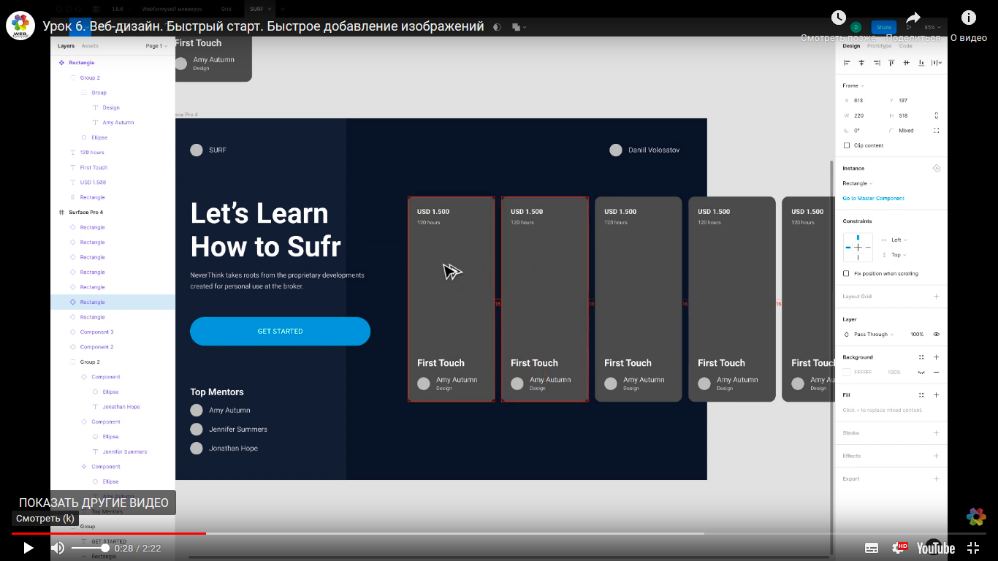 Урок 6. Веб-дизайн. Быстрый старт. Быстрое добавление изображений
Смотреть позже
Поделиться
О видео
Layers
Assets
Page 1
Rectangle
Group 2
Group
Design
Amy Autumn
Ellipse
120 hours
First Touch
USD 1.500
Rectangle
Surface Pro 4
Rectangle
Rectangle
Rectangle
Rectangle
Rectangle
Rectangle
Rectangle
Component 3
Component 2
Group 2
Component
Ellipse
Jonathan Hope
Component
Ellipse
Jennifer Summers
Component
Ellipse
Group
GET STARTED
Rectangle
First Touch
Amy Autumn
Design
SURF
Daniil Volosatov
Let's Learn
How to Sufr
NeverThink takes roots from the proprietary developments
created for personal use at the broker.
GET STARTED
Top Mentors
Amy Autumn
Jennifer Summers
Jonathan Hope
USD 1.500
120 hours
First Touch
Amy Autumn
Design
USD 1.500
120 hours
First Touch
Amy Autumn
Design
USD 1.500
120 hours
First Touch
Amy Autumn
Design
USD 1.500
120 hours
First Touch
Amy Autumn
Design
USD 1.500
120 hours
First To
Amy Au
Design
Design
Prototype
Code
Frame
X 613
Y 197
W 220
H 518
0°
Mixed
Clip content
Instance
Rectangle
Go to Master Component
Constraints
Left
Top
Fix position when scrolling
Layout Grid
Layer
Pass Through
100%
Background
FFFFFF
100%
Fill
Click + to replace mixed content
Stroke
Effects
Export
ПОКАЗАТЬ ДРУГИЕ ВИДЕО
Смотреть (k)
0:28 / 2:22
HD
YouTube